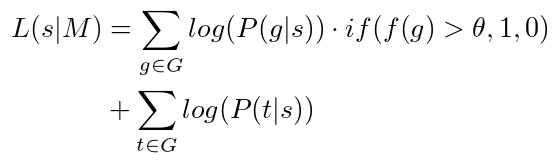 L(s|M) = ∑_{g∈G} log(P(g|s)) · if(f(g) > θ, 1, 0)
+ ∑_{t∈G} log(P(t|s))